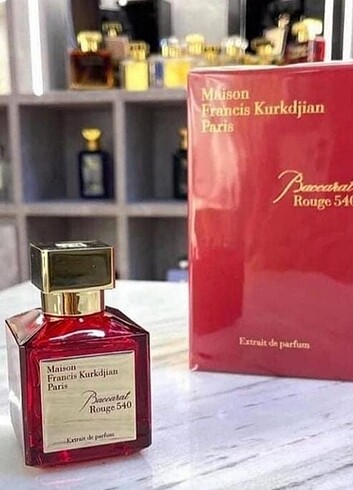 Maison
Francis Kurkdjian
Paris
Baccarat
Rouge 540
Extrait de parfum
Maison
Francis Kurkdjian
Paris
Baccarat
Rouge 540
Extrait de parfum